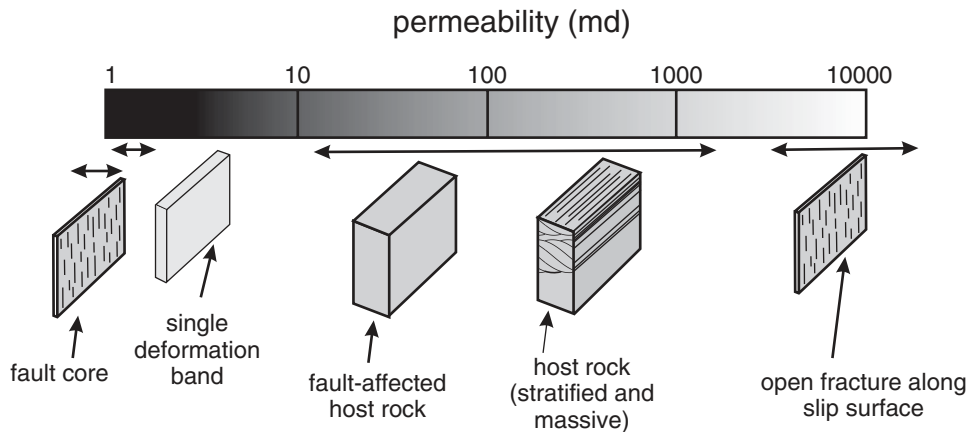 permeability (md)
1 10 100 1000 10000
fault core
single
deformation
band
fault-affected
host rock
host rock
(stratified and
massive)
open fracture along
slip surface